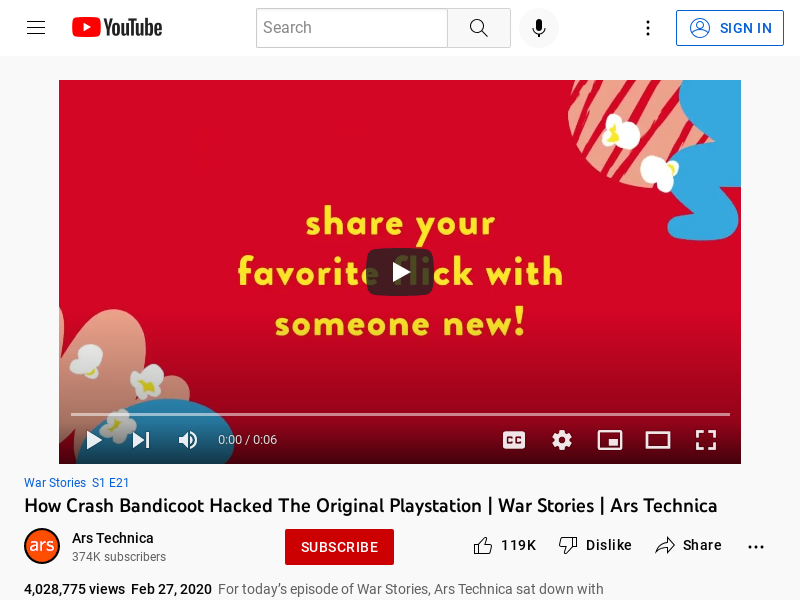 YouTube
Search
SIGN IN
share your
favorite flick with
someone new!
0:00 / 0:06
CC
War Stories S1 E21
How Crash Bandicoot Hacked The Original Playstation | War Stories | Ars Technica
ars
Ars Technica
374K subscribers
SUBSCRIBE
119K
Dislike
Share
4,028,775 views Feb 27, 2020 For today's episode of War Stories, Ars Technica sat down with